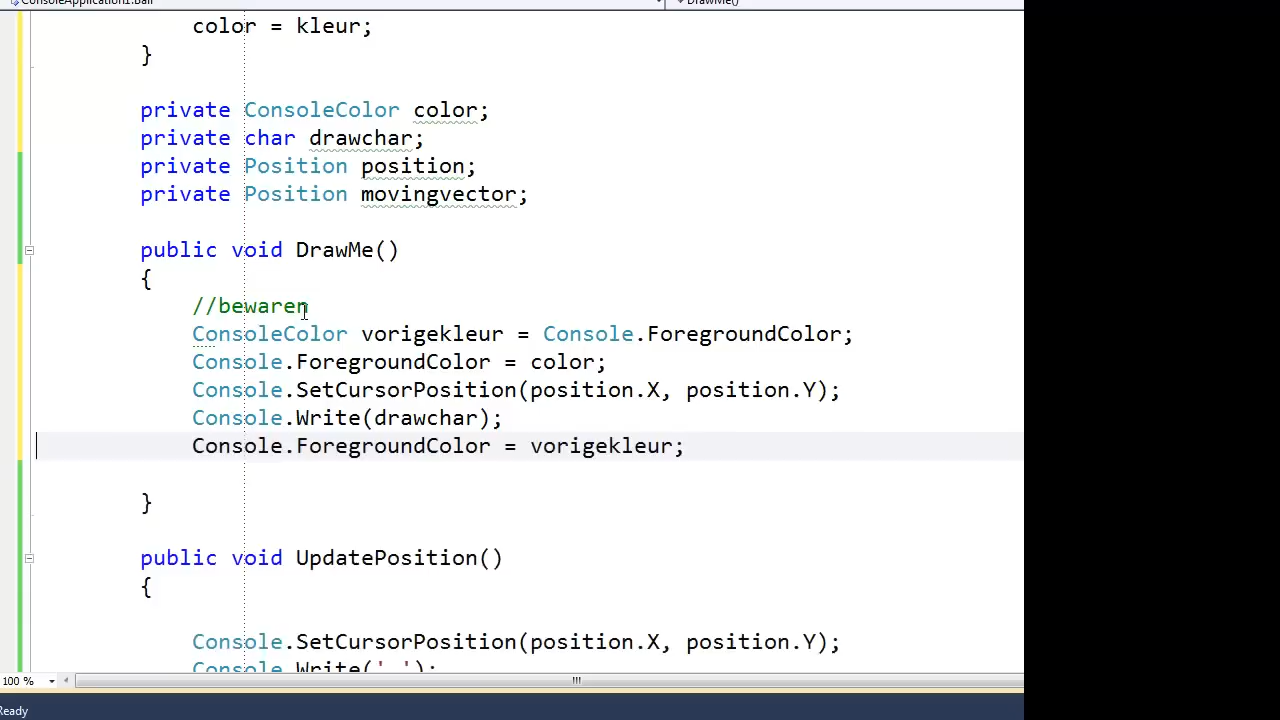 ConsoleApplication1.Ball DrawMe()
color = kleur;
}
private ConsoleColor color;
private char drawchar;
private Position position;
private Position movingvector;
public void DrawMe()
{
//bewaren
ConsoleColor vorigekleur = Console.ForegroundColor;
Console.ForegroundColor = color;
Console.SetCursorPosition(position.X, position.Y);
Console.Write(drawchar);
Console.ForegroundColor = vorigekleur;
}
public void UpdatePosition()
{
Console.SetCursorPosition(position.X, position.Y);
Console.Write(' ');
100 %
Ready